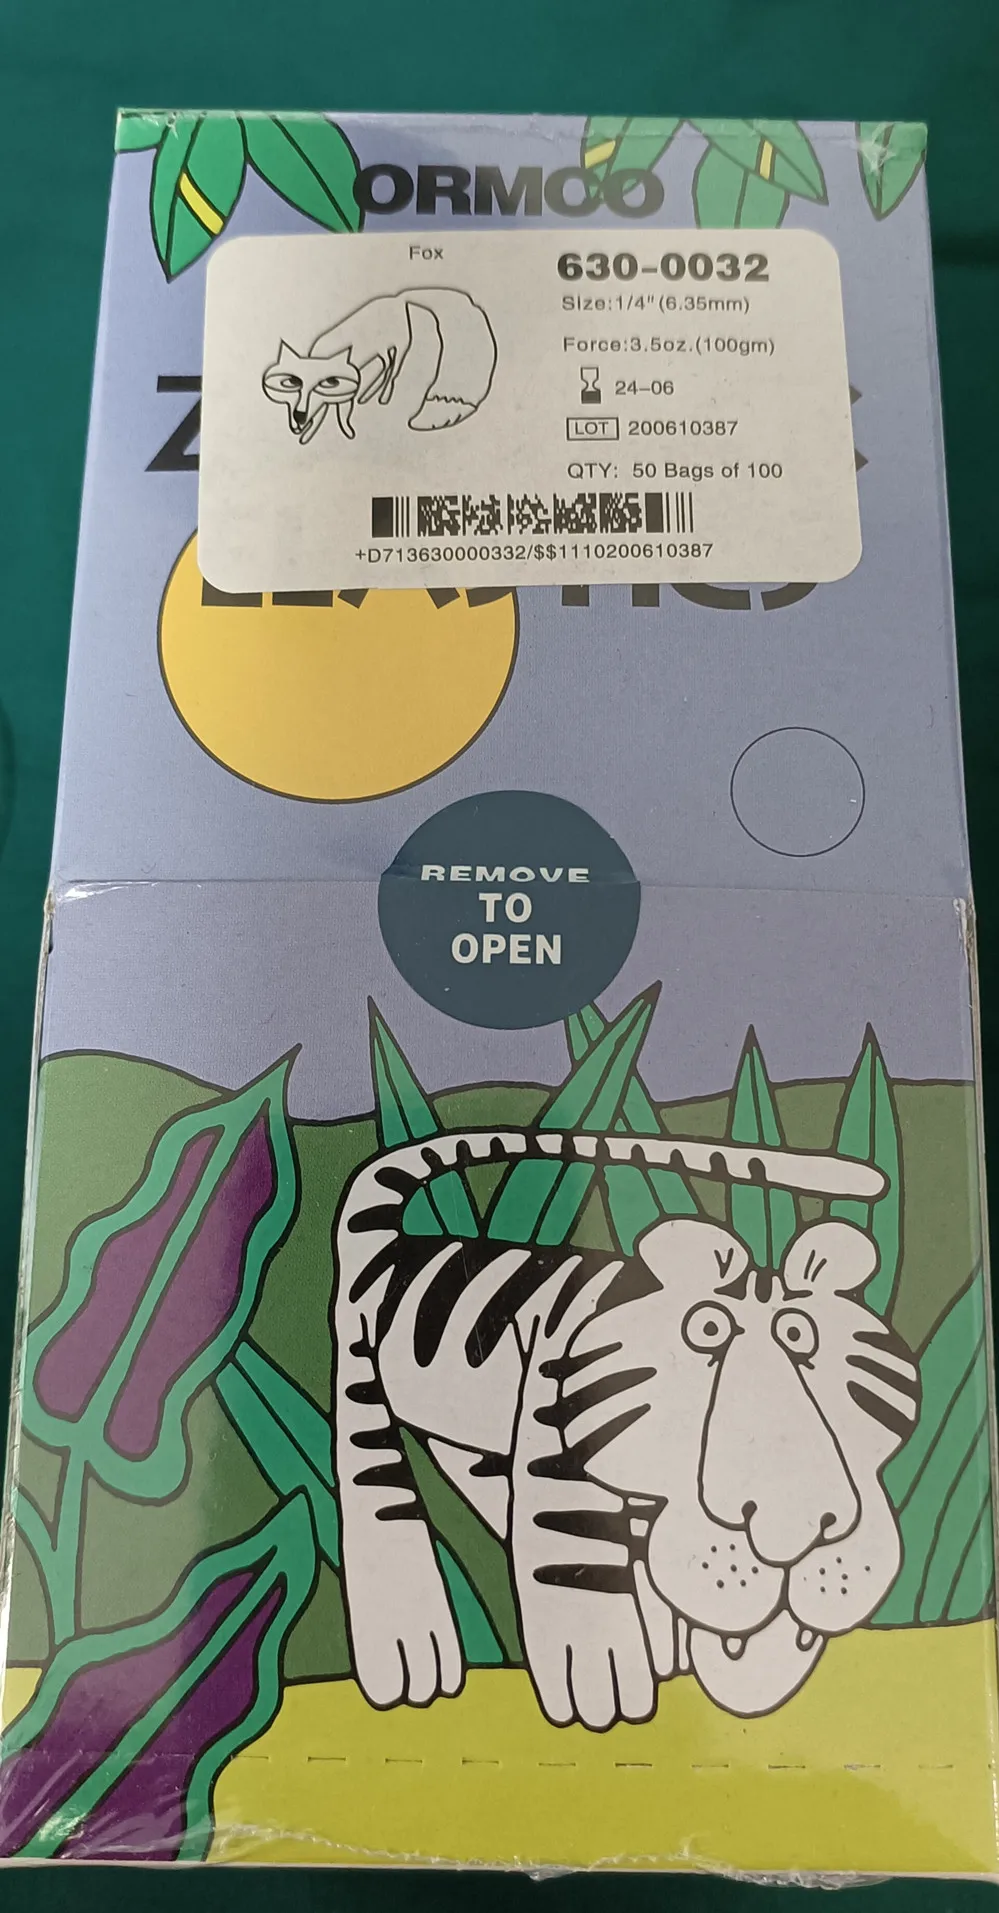 ORMCO
Fox
630-0032
Size:1/4" (6.35mm)
Force:3.5oz.(100gm)
24-06
LOT 200610387
QTY: 50 Bags of 100
+D713630000332/$$1110200610387
ELASTICS
REMOVE
TO
OPEN